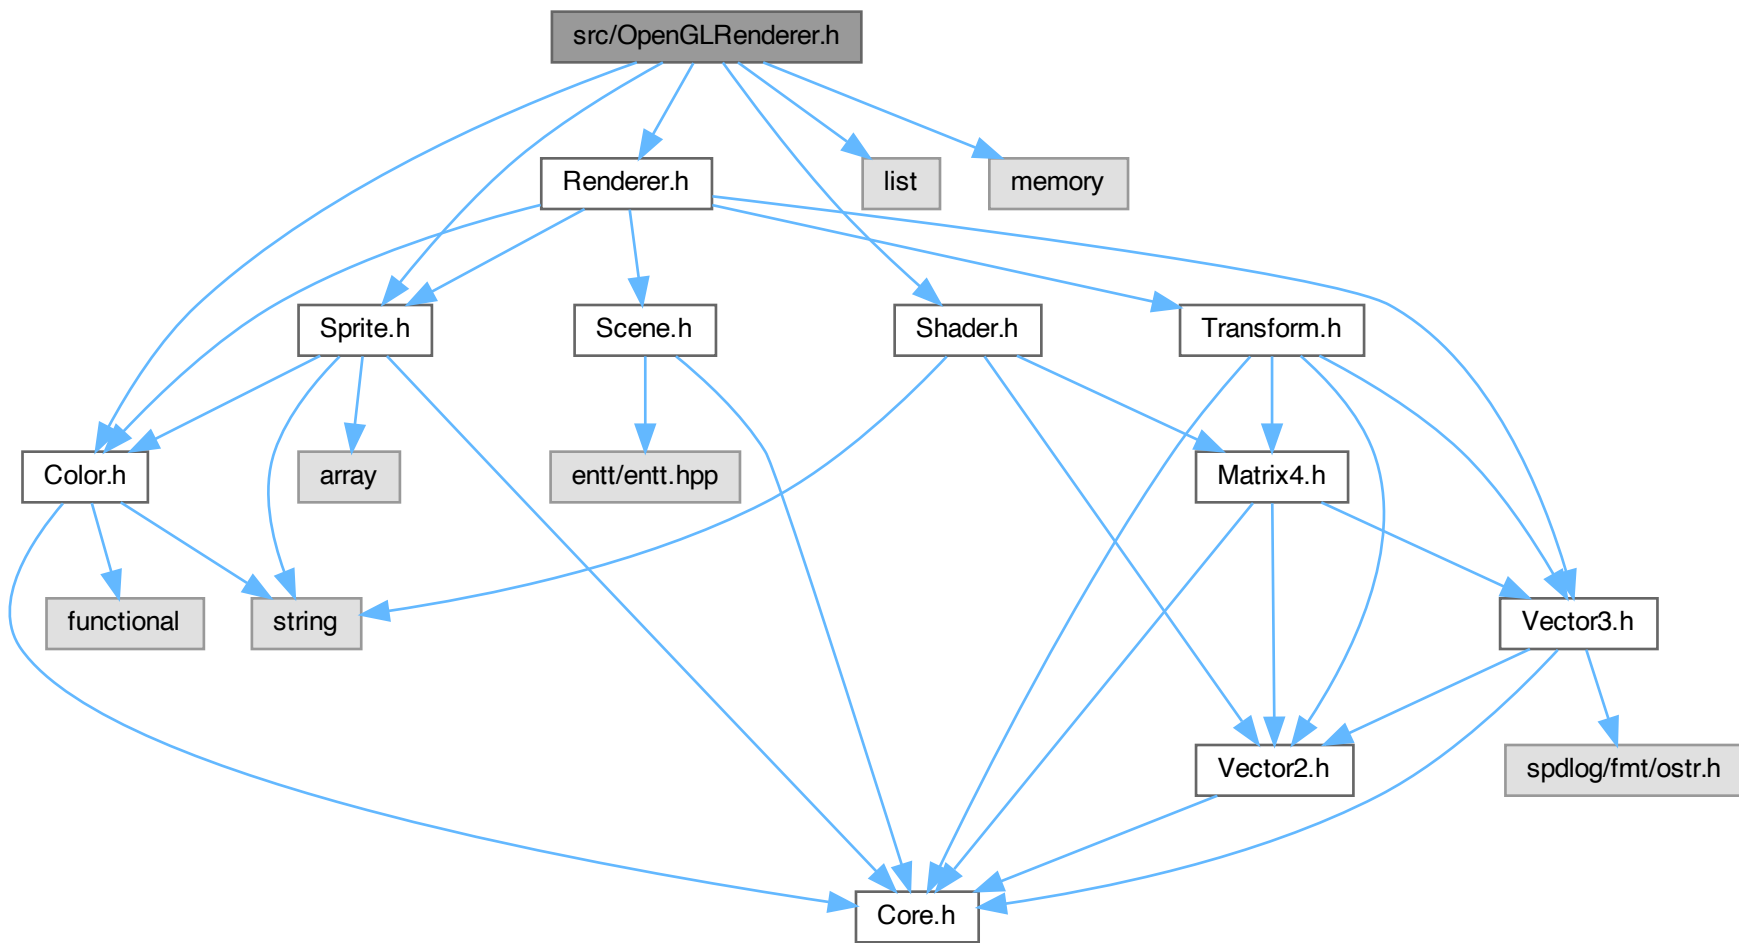 src/OpenGLRenderer.h
Renderer.h
list
memory
Sprite.h
Scene.h
Shader.h
Transform.h
Color.h
array
entt/entt.hpp
Matrix4.h
functional
string
Vector3.h
Vector2.h
spdlog/fmt/ostr.h
Core.h